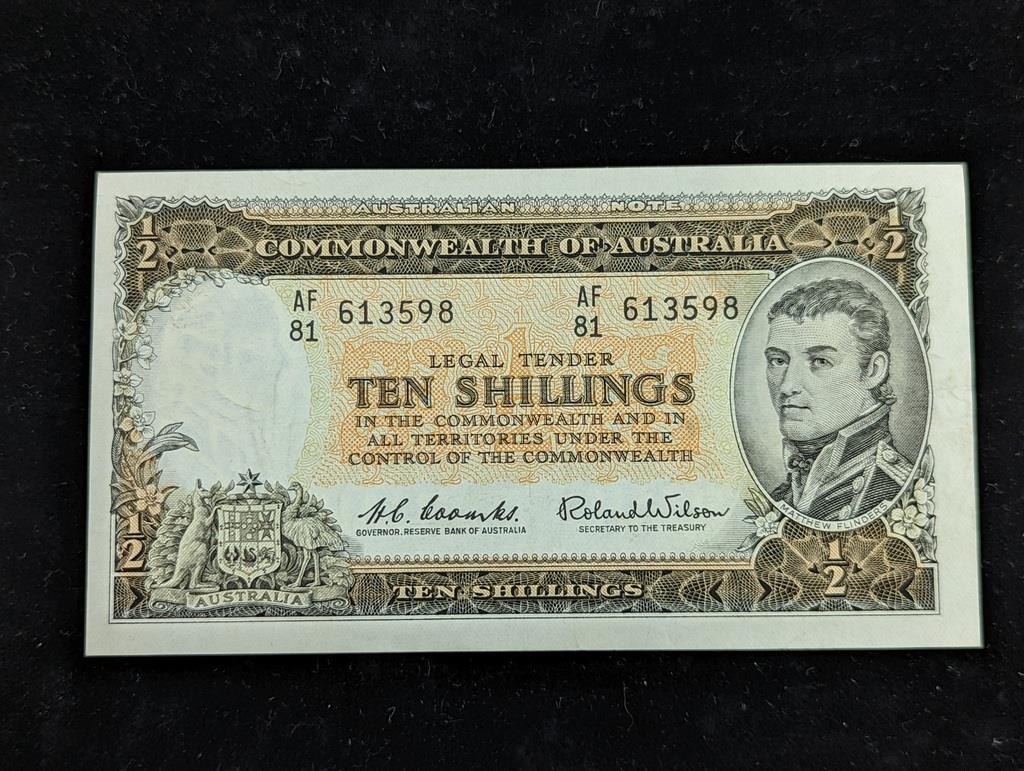 AUSTRALIAN NOTE
1/2 1/2
COMMONWEALTH OF AUSTRALIA
AF 81 613598 AF 81 613598
LEGAL TENDER
TEN SHILLINGS
IN THE COMMONWEALTH AND IN
ALL TERRITORIES UNDER THE
CONTROL OF THE COMMONWEALTH
H.C. Coombs. Roland Wilson
GOVERNOR, RESERVE BANK OF AUSTRALIA SECRETARY TO THE TREASURY
MATTHEW FLINDERS
1/2 1/2
AUSTRALIA TEN SHILLINGS